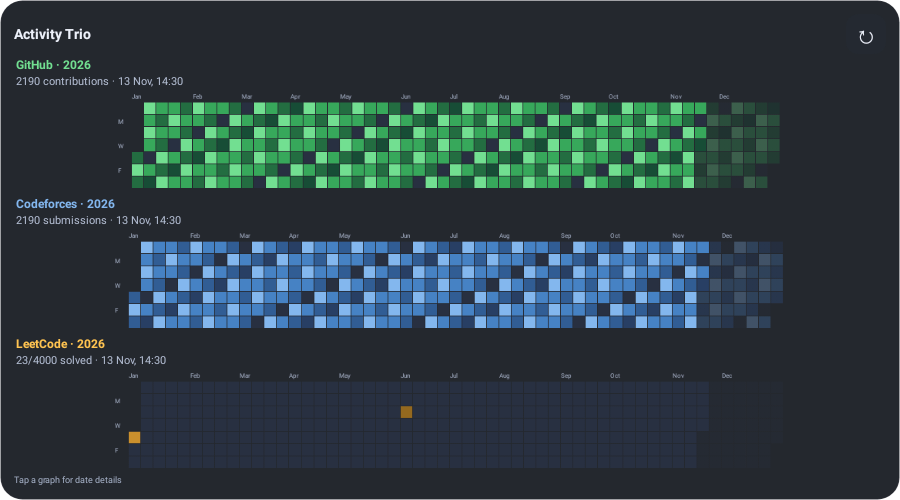 Activity Trio
GitHub · 2026
2190 contributions · 13 Nov, 14:30
Jan Feb Mar Apr May Jun Jul Aug Sep Oct Nov Dec
M
W
F
Codeforces · 2026
2190 submissions · 13 Nov, 14:30
Jan Feb Mar Apr May Jun Jul Aug Sep Oct Nov Dec
M
W
F
LeetCode · 2026
23/4000 solved · 13 Nov, 14:30
Jan Feb Mar Apr May Jun Jul Aug Sep Oct Nov Dec
M
W
F
Tap a graph for date details